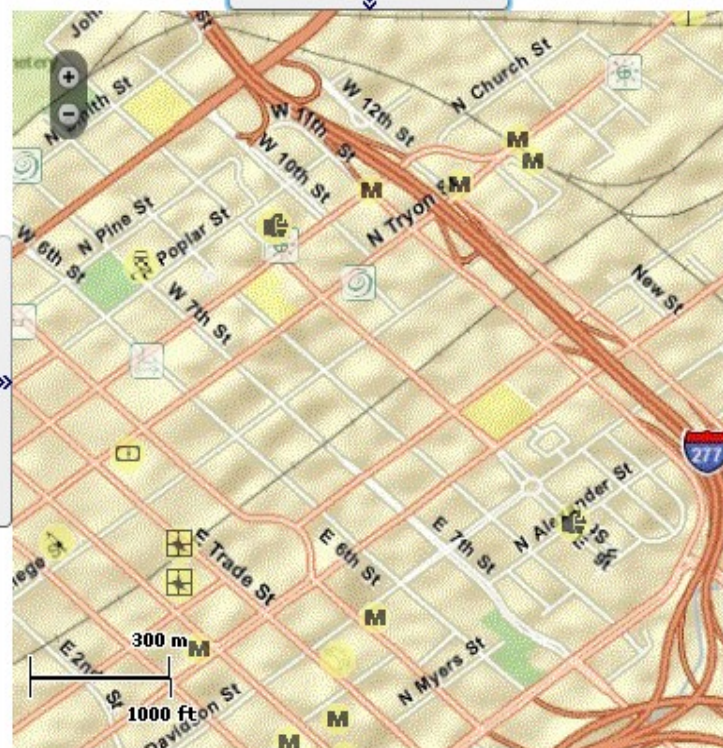 St
N Church St
W 12th St
W 11th St
W 10th St
N Tryon
N Pine St
Poplar St
W 6th St
W 7th St
New St
M
M
M
M
277
N
St
E 7th St
E 6th St
E Trade St
M
M
M
M
N Myers St
E 2nd St
300 m
1000 ft
Davidson St
+
−
»